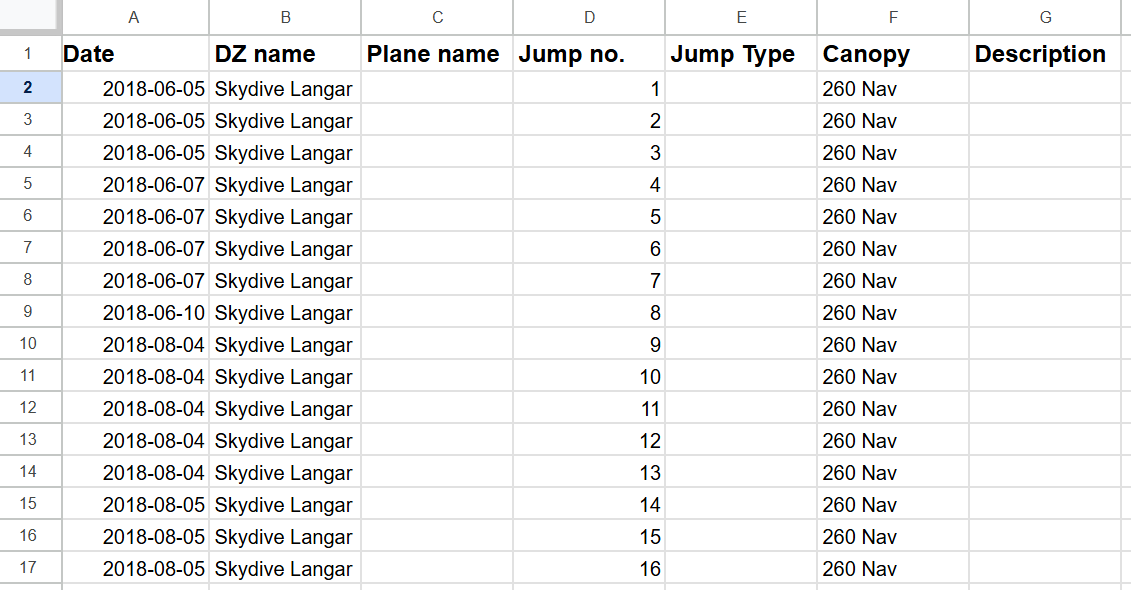 A B C D E F G
1 Date DZ name Plane name Jump no. Jump Type Canopy Description
2 2018-06-05 Skydive Langar 1 260 Nav
3 2018-06-05 Skydive Langar 2 260 Nav
4 2018-06-05 Skydive Langar 3 260 Nav
5 2018-06-07 Skydive Langar 4 260 Nav
6 2018-06-07 Skydive Langar 5 260 Nav
7 2018-06-07 Skydive Langar 6 260 Nav
8 2018-06-07 Skydive Langar 7 260 Nav
9 2018-06-10 Skydive Langar 8 260 Nav
10 2018-08-04 Skydive Langar 9 260 Nav
11 2018-08-04 Skydive Langar 10 260 Nav
12 2018-08-04 Skydive Langar 11 260 Nav
13 2018-08-04 Skydive Langar 12 260 Nav
14 2018-08-04 Skydive Langar 13 260 Nav
15 2018-08-05 Skydive Langar 14 260 Nav
16 2018-08-05 Skydive Langar 15 260 Nav
17 2018-08-05 Skydive Langar 16 260 Nav